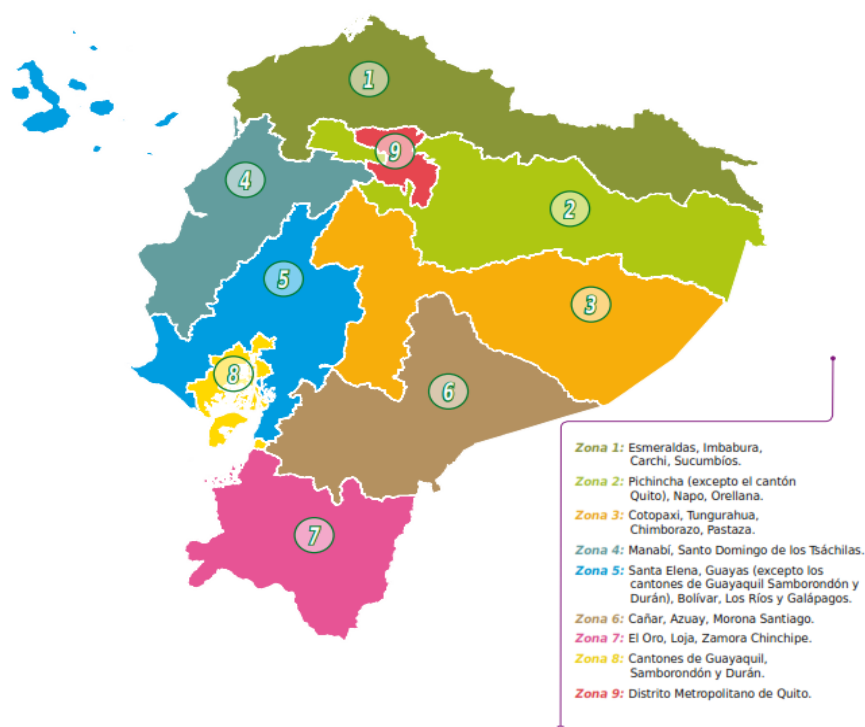 1
9
4
2
5
3
8
6
7
Zona 1: Esmeraldas, Imbabura,
Carchi, Sucumbíos.
Zona 2: Pichincha (excepto el cantón
Quito), Napo, Orellana.
Zona 3: Cotopaxi, Tungurahua,
Chimborazo, Pastaza.
Zona 4: Manabí, Santo Domingo de los Tsáchilas.
Zona 5: Santa Elena, Guayas (excepto los
cantones de Guayaquil Samborondón y
Durán), Bolívar, Los Ríos y Galápagos.
Zona 6: Cañar, Azuay, Morona Santiago.
Zona 7: El Oro, Loja, Zamora Chinchipe.
Zona 8: Cantones de Guayaquil,
Samborondón y Durán.
Zona 9: Distrito Metropolitano de Quito.